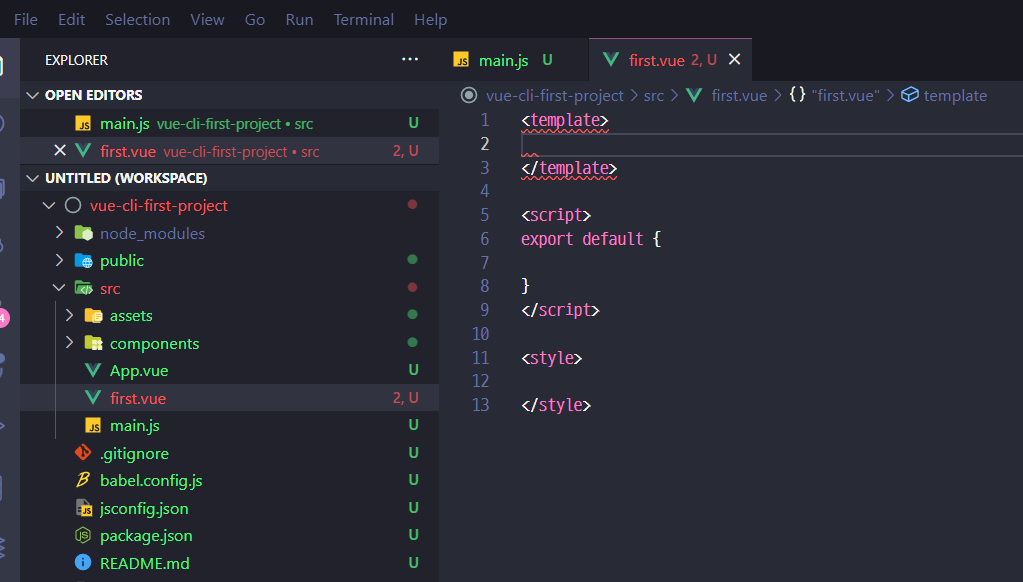 File Edit Selection View Go Run Terminal Help
EXPLORER ···
OPEN EDITORS
JS main.js vue-cli-first-project • src U
first.vue vue-cli-first-project • src 2, U
UNTITLED (WORKSPACE)
vue-cli-first-project
node_modules
public
src
assets
components
App.vue U
first.vue 2, U
JS main.js U
.gitignore U
babel.config.js U
jsconfig.json U
package.json U
README.md U
4
JS main.js U
first.vue 2, U
vue-cli-first-project > src > first.vue > {} "first.vue" > template
1 <template>
2
3 </template>
4
5 <script>
6 export default {
7
8 }
9 </script>
10
11 <style>
12
13 </style>